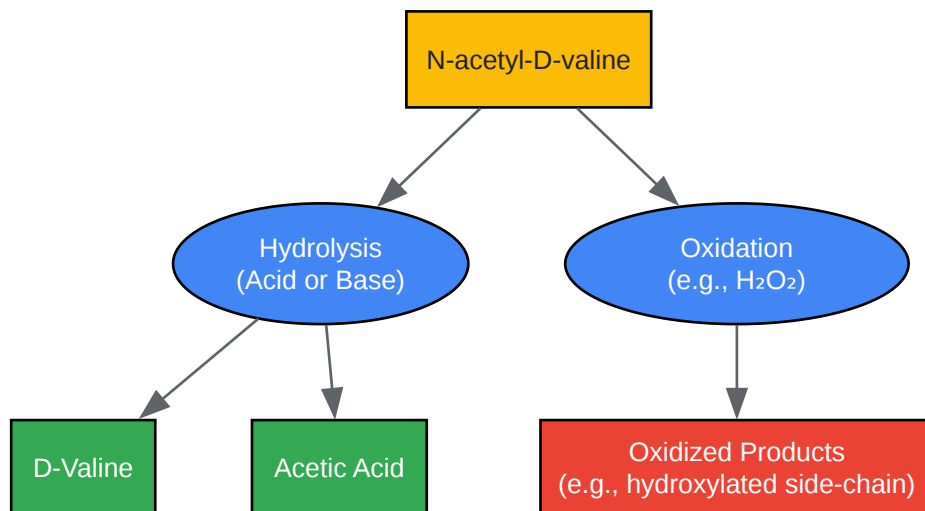 N-acetyl-D-valine
Hydrolysis
(Acid or Base)
Oxidation
(e.g., H₂O₂)
D-Valine
Acetic Acid
Oxidized Products
(e.g., hydroxylated side-chain)